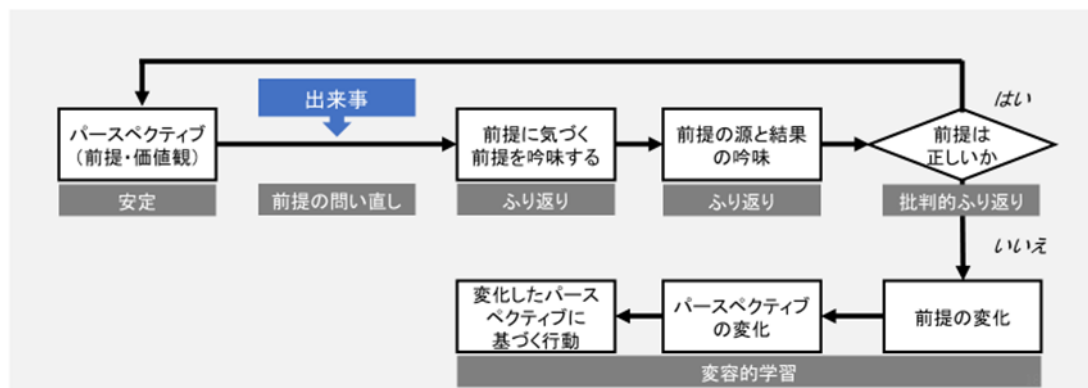 はい
出来事
パースペクティブ
（前提・価値観）
前提に気づく
前提を吟味する
前提の源と結果
の吟味
前提は
正しいか
安定
前提の問い直し
ふり返り
ふり返り
批判的ふり返り
いいえ
変化したパース
ペクティブに
基づく行動
パースペクティブ
の変化
前提の変化
変容的学習